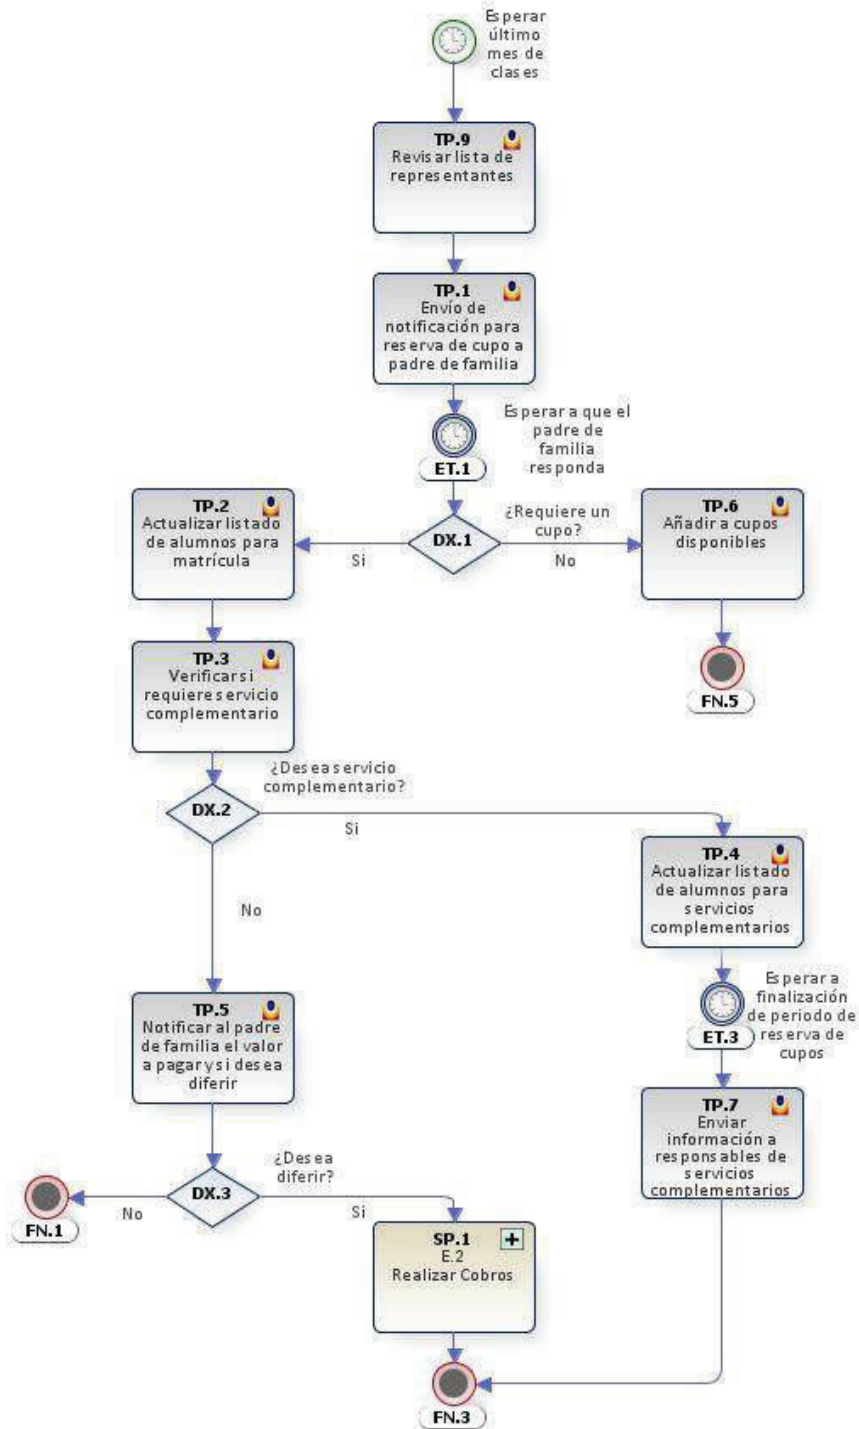 Esperar
último
mes de
clases
TP.9
Revisar lista de
representantes
TP.1
Envío de
notificación para
reserva de cupo a
padre de familia
Esperar a que el
padre de
familia
responda
ET.1
TP.2
Actualizar listado
de alumnos para
matrícula
¿Requiere un
cupo?
DX.1
Si
No
TP.6
Añadir a cupos
disponibles
FN.5
TP.3
Verificar si
requiere servicio
complementario
¿Desea servicio
complementario?
DX.2
Si
No
TP.4
Actualizar listado
de alumnos para
servicios
complementarios
Esperar a
finalización
de periodo de
reserva de
cupos
ET.3
TP.5
Notificar al padre
de familia el valor
a pagar y si desea
diferir
TP.7
Enviar
información a
responsables de
servicios
complementarios
¿Desea
diferir?
DX.3
No
Si
FN.1
SP.1
E.2
Realizar Cobros
FN.3